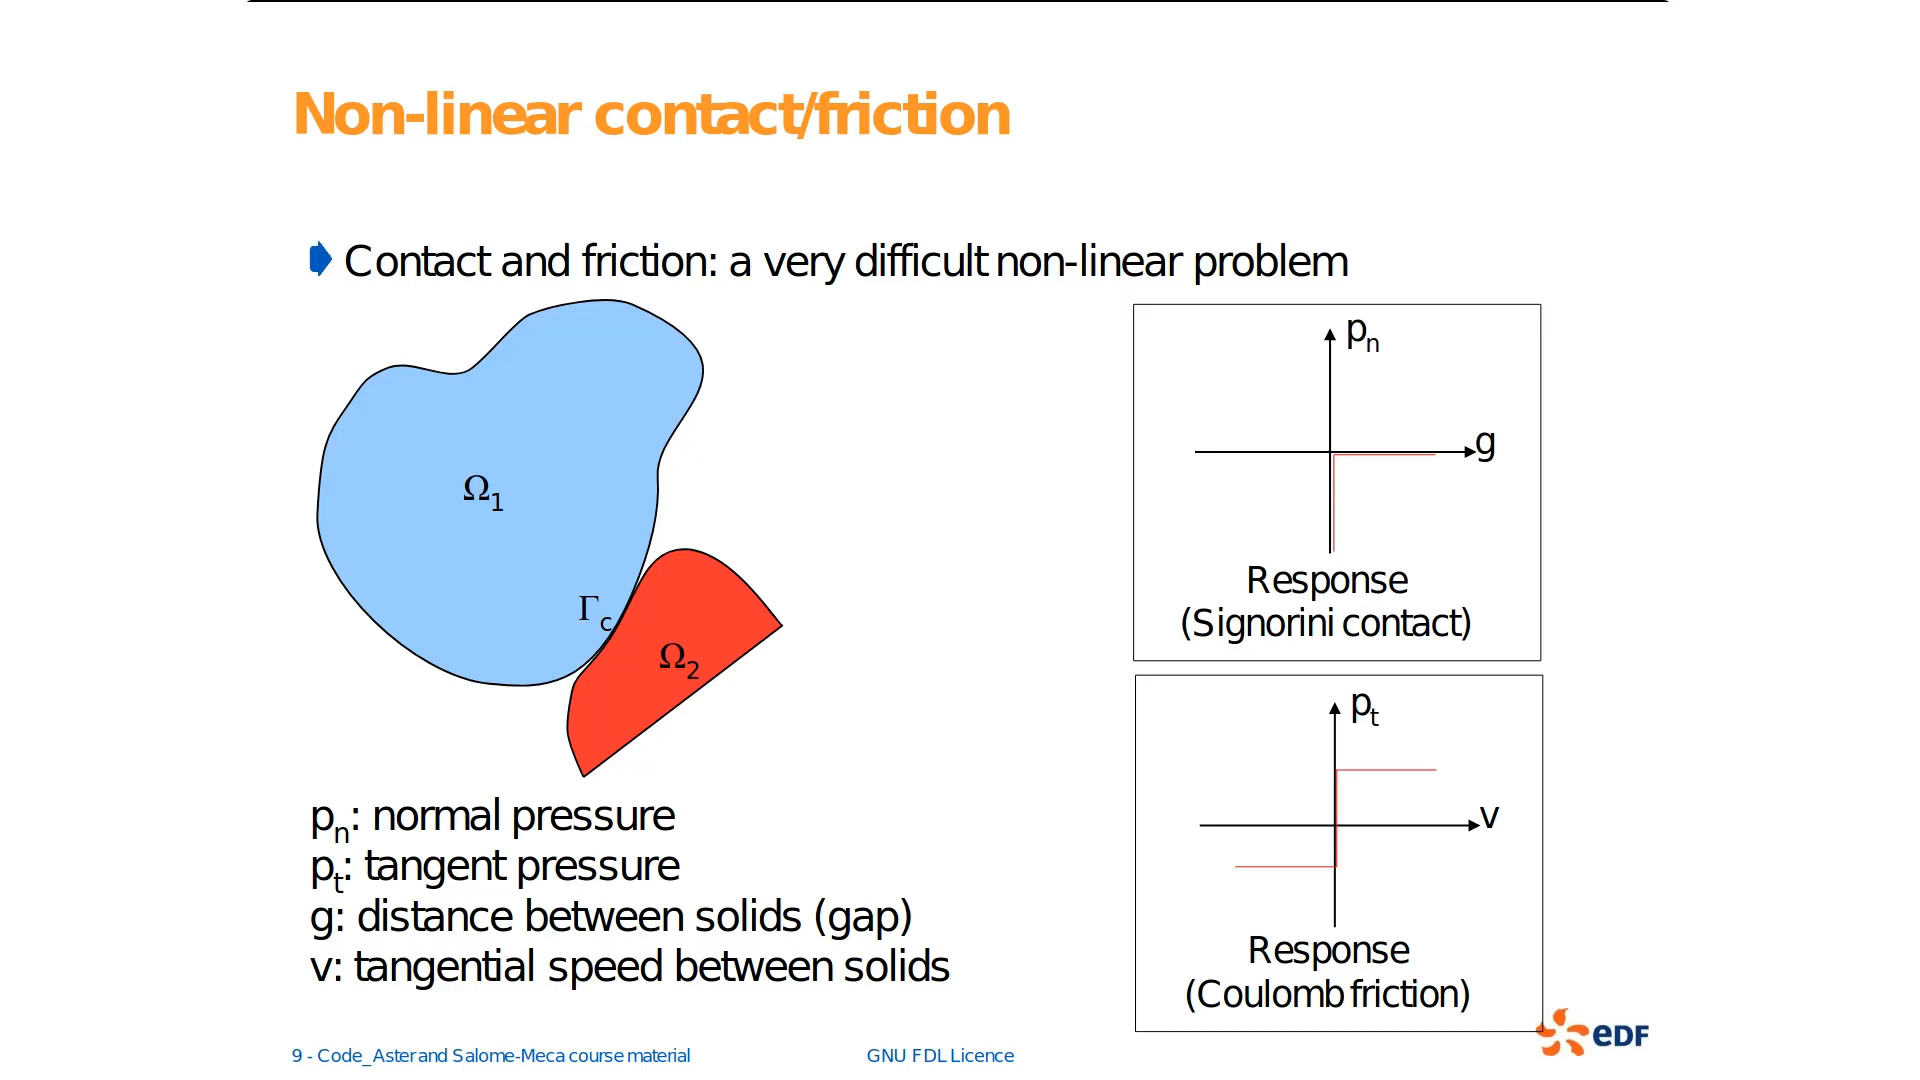 Non-linear contact/friction
Contact and friction: a very difficult non-linear problem
Ω1
Γc
Ω2
pn: normal pressure
pt: tangent pressure
g: distance between solids (gap)
v: tangential speed between solids
pn
g
Response
(Signorini contact)
pt
v
Response
(Coulomb friction)
9 - Code_Aster and Salome-Meca course material
GNU FDL Licence
eDF